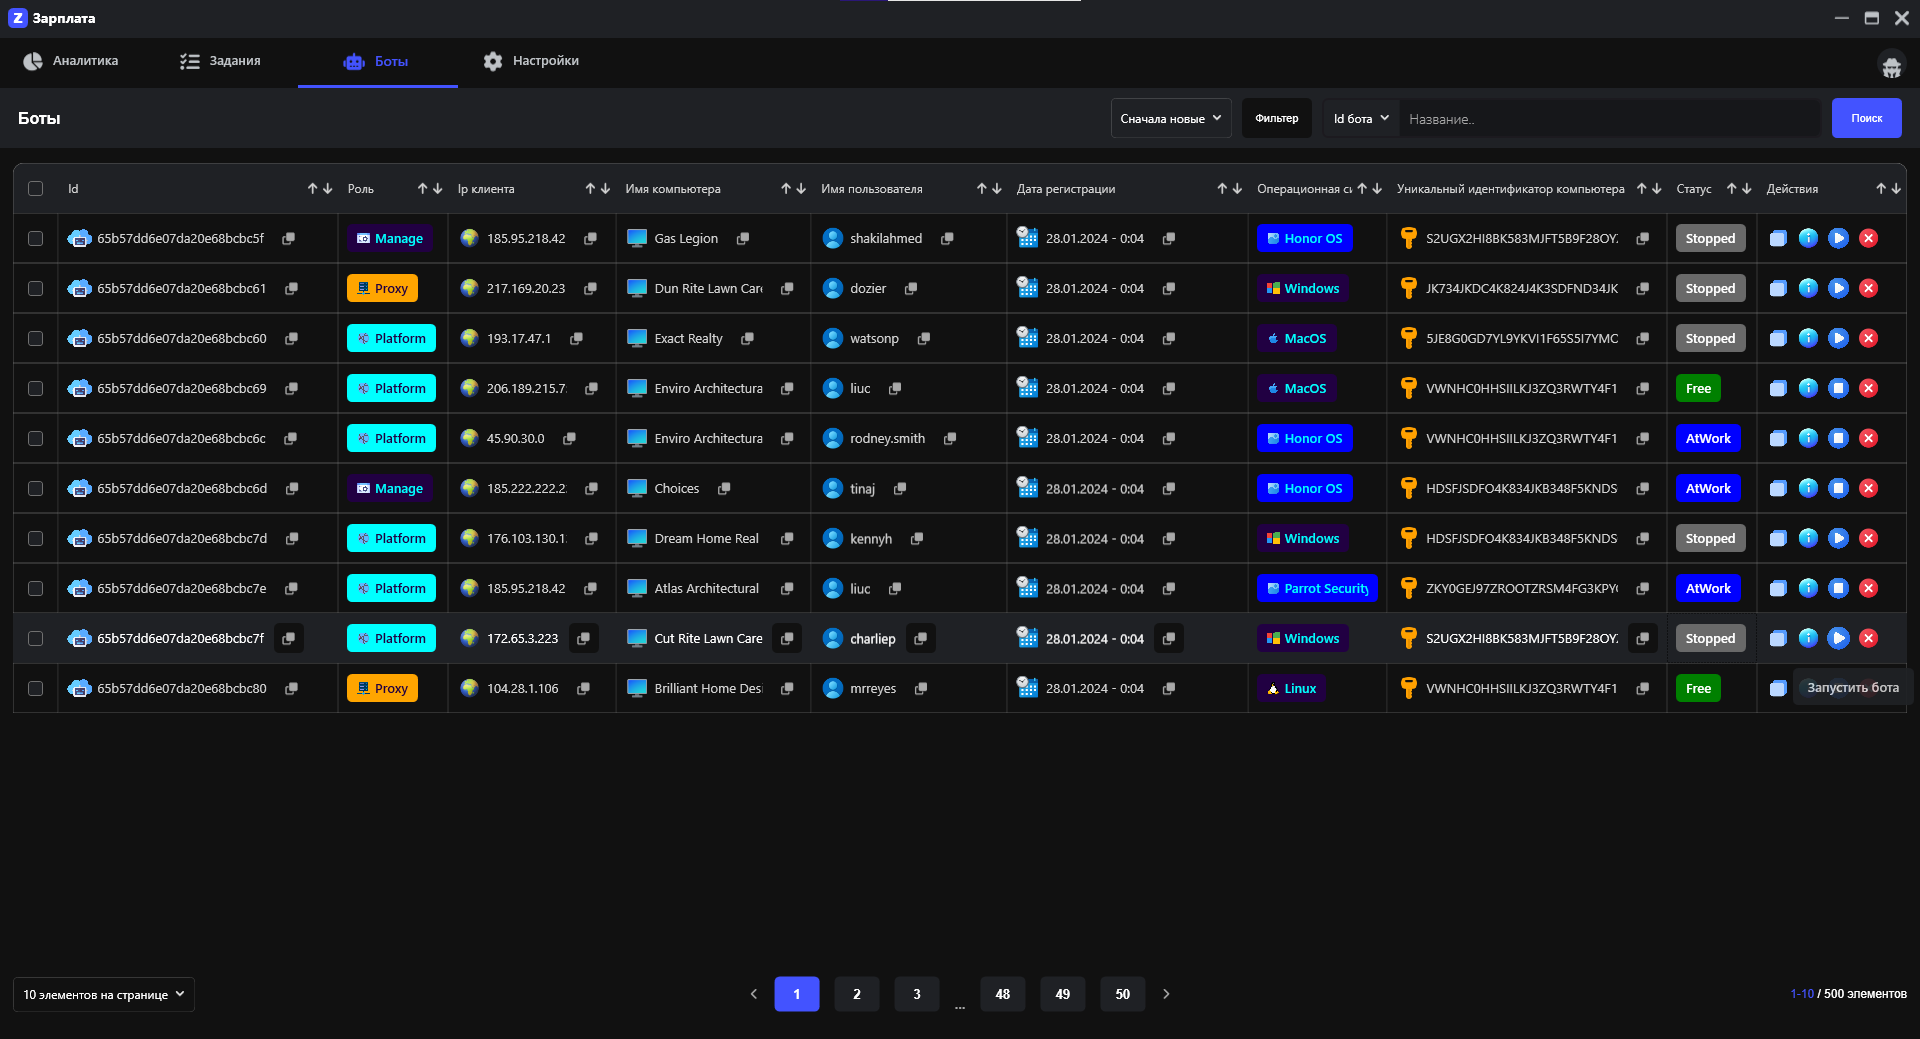 Z Зарплата
Аналитика Задания Боты Настройки
Боты Сначала новые Фильтер Id бота Название.. Поиск
Id Роль Ip клиента Имя компьютера Имя пользователя Дата регистрации Операционная си Уникальный идентификатор компьютера Статус Действия
65b57dd6e07da20e68bcbc5f Manage 185.95.218.42 Gas Legion shakilahmed 28.01.2024 - 0:04 Honor OS S2UGX2HI8BK583MJFT5B9F28OY Stopped
65b57dd6e07da20e68bcbc61 Proxy 217.169.20.23 Dun Rite Lawn Care dozier 28.01.2024 - 0:04 Windows JK734JKDC4K824J4K3SDFND34JK Stopped
65b57dd6e07da20e68bcbc60 Platform 193.17.47.1 Exact Realty watsonp 28.01.2024 - 0:04 MacOS 5JE8G0GD7YL9YKVI1F65S5I7YMC Stopped
65b57dd6e07da20e68bcbc69 Platform 206.189.215.7 Enviro Architectura liuc 28.01.2024 - 0:04 MacOS VWNHC0HHSIILKJ3ZQ3RWTY4F1 Free
65b57dd6e07da20e68bcbc6c Platform 45.90.30.0 Enviro Architectura rodney.smith 28.01.2024 - 0:04 Honor OS VWNHC0HHSIILKJ3ZQ3RWTY4F1 AtWork
65b57dd6e07da20e68bcbc6d Manage 185.222.222.2 Choices tinaj 28.01.2024 - 0:04 Honor OS HDSFJSDFO4K834JKB348F5KNDS AtWork
65b57dd6e07da20e68bcbc7d Platform 176.103.130.1 Dream Home Real kennyh 28.01.2024 - 0:04 Windows HDSFJSDFO4K834JKB348F5KNDS Stopped
65b57dd6e07da20e68bcbc7e Platform 185.95.218.42 Atlas Architectural liuc 28.01.2024 - 0:04 Parrot Security ZKY0GEJ97ZROOTZRSM4FG3KPY AtWork
65b57dd6e07da20e68bcbc7f Platform 172.65.3.223 Cut Rite Lawn Care charliep 28.01.2024 - 0:04 Windows S2UGX2HI8BK583MJFT5B9F28OY Stopped
65b57dd6e07da20e68bcbc80 Proxy 104.28.1.106 Brilliant Home Desi mrreyes 28.01.2024 - 0:04 Linux VWNHC0HHSIILKJ3ZQ3RWTY4F1 Free Запустить бота
10 элементов на странице 1 2 3 ... 48 49 50 1-10 / 500 элементов